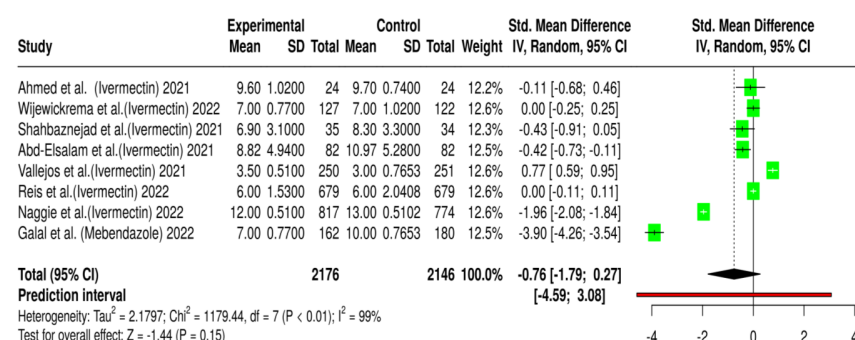 Experimental Control Std. Mean Difference Std. Mean Difference
Study Mean SD Total Mean SD Total Weight IV, Random, 95% CI IV, Random, 95% CI
Ahmed et al. (Ivermectin) 2021 9.60 1.0200 24 9.70 0.7400 24 12.2% -0.11 [-0.68; 0.46]
Wijewickrema et al.(Ivermectin) 2022 7.00 0.7700 127 7.00 1.0200 122 12.6% 0.00 [-0.25; 0.25]
Shahbaznejad et al.(Ivermectin) 2021 6.90 3.1000 35 8.30 3.3000 34 12.3% -0.43 [-0.91; 0.05]
Abd-Elsalam et al.(Ivermectin) 2021 8.82 4.9400 82 10.97 5.2800 82 12.5% -0.42 [-0.73; -0.11]
Vallejos et al.(Ivermectin) 2021 3.50 0.5100 250 3.00 0.7653 251 12.6% 0.77 [ 0.59; 0.95]
Reis et al.(Ivermectin) 2022 6.00 1.5300 679 6.00 2.0408 679 12.6% 0.00 [-0.11; 0.11]
Naggie et al.(Ivermectin) 2022 12.00 0.5100 817 13.00 0.5102 774 12.6% -1.96 [-2.08; -1.84]
Galal et al. (Mebendazole) 2022 7.00 0.7700 162 10.00 0.7653 180 12.5% -3.90 [-4.26; -3.54]
Total (95% CI) 2176 2146 100.0% -0.76 [-1.79; 0.27]
Prediction interval [-4.59; 3.08]
Heterogeneity: Tau² = 2.1797; Chi² = 1179.44, df = 7 (P < 0.01); I² = 99%
Test for overall effect: Z = -1.44 (P = 0.15) -4 -2 0 2 4